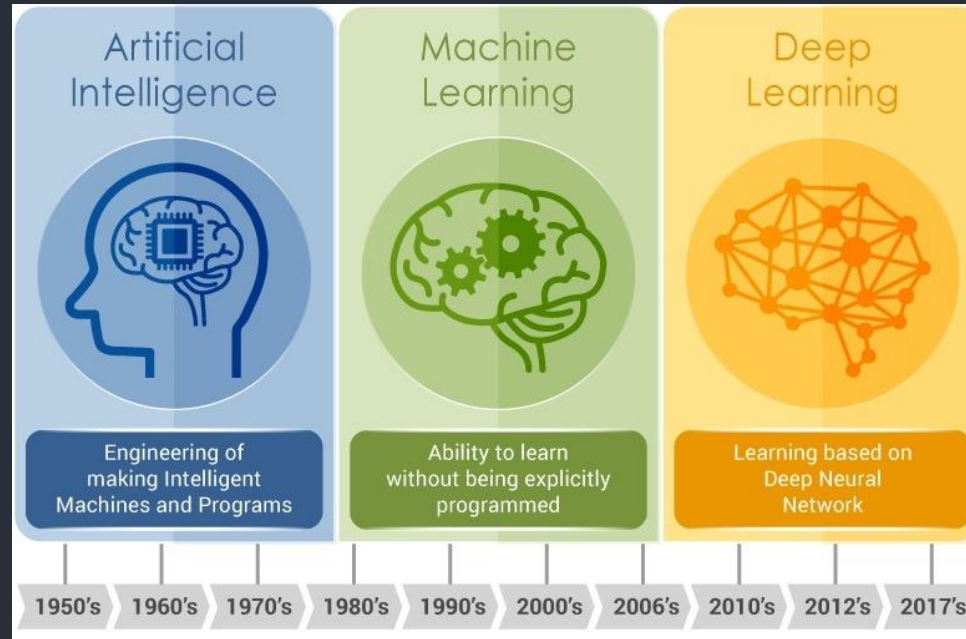 Artificial
Intelligence
Engineering of
making Intelligent
Machines and Programs
Machine
Learning
Ability to learn
without being explicitly
programmed
Deep
Learning
Learning based on
Deep Neural
Network
1950's 1960's 1970's 1980's 1990's 2000's 2006's 2010's 2012's 2017's